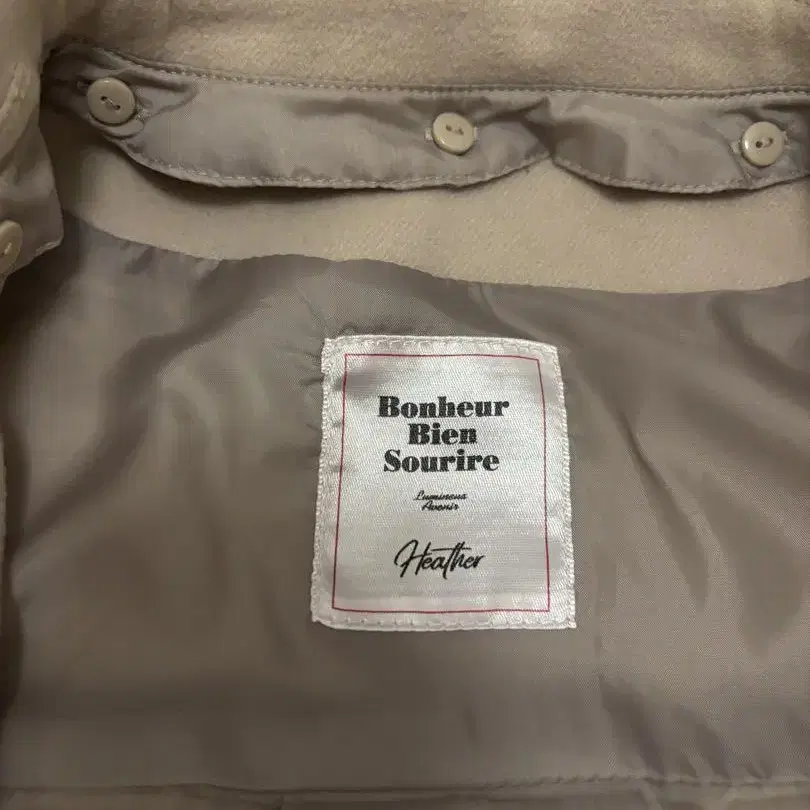 Bonheur
Bien
Sourire
Lumineux
Avenir
Heather